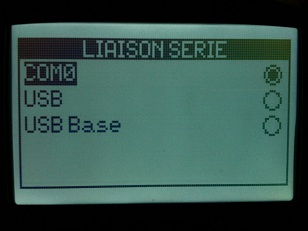 LIAISON SERIE
COM0
USB
USB Base